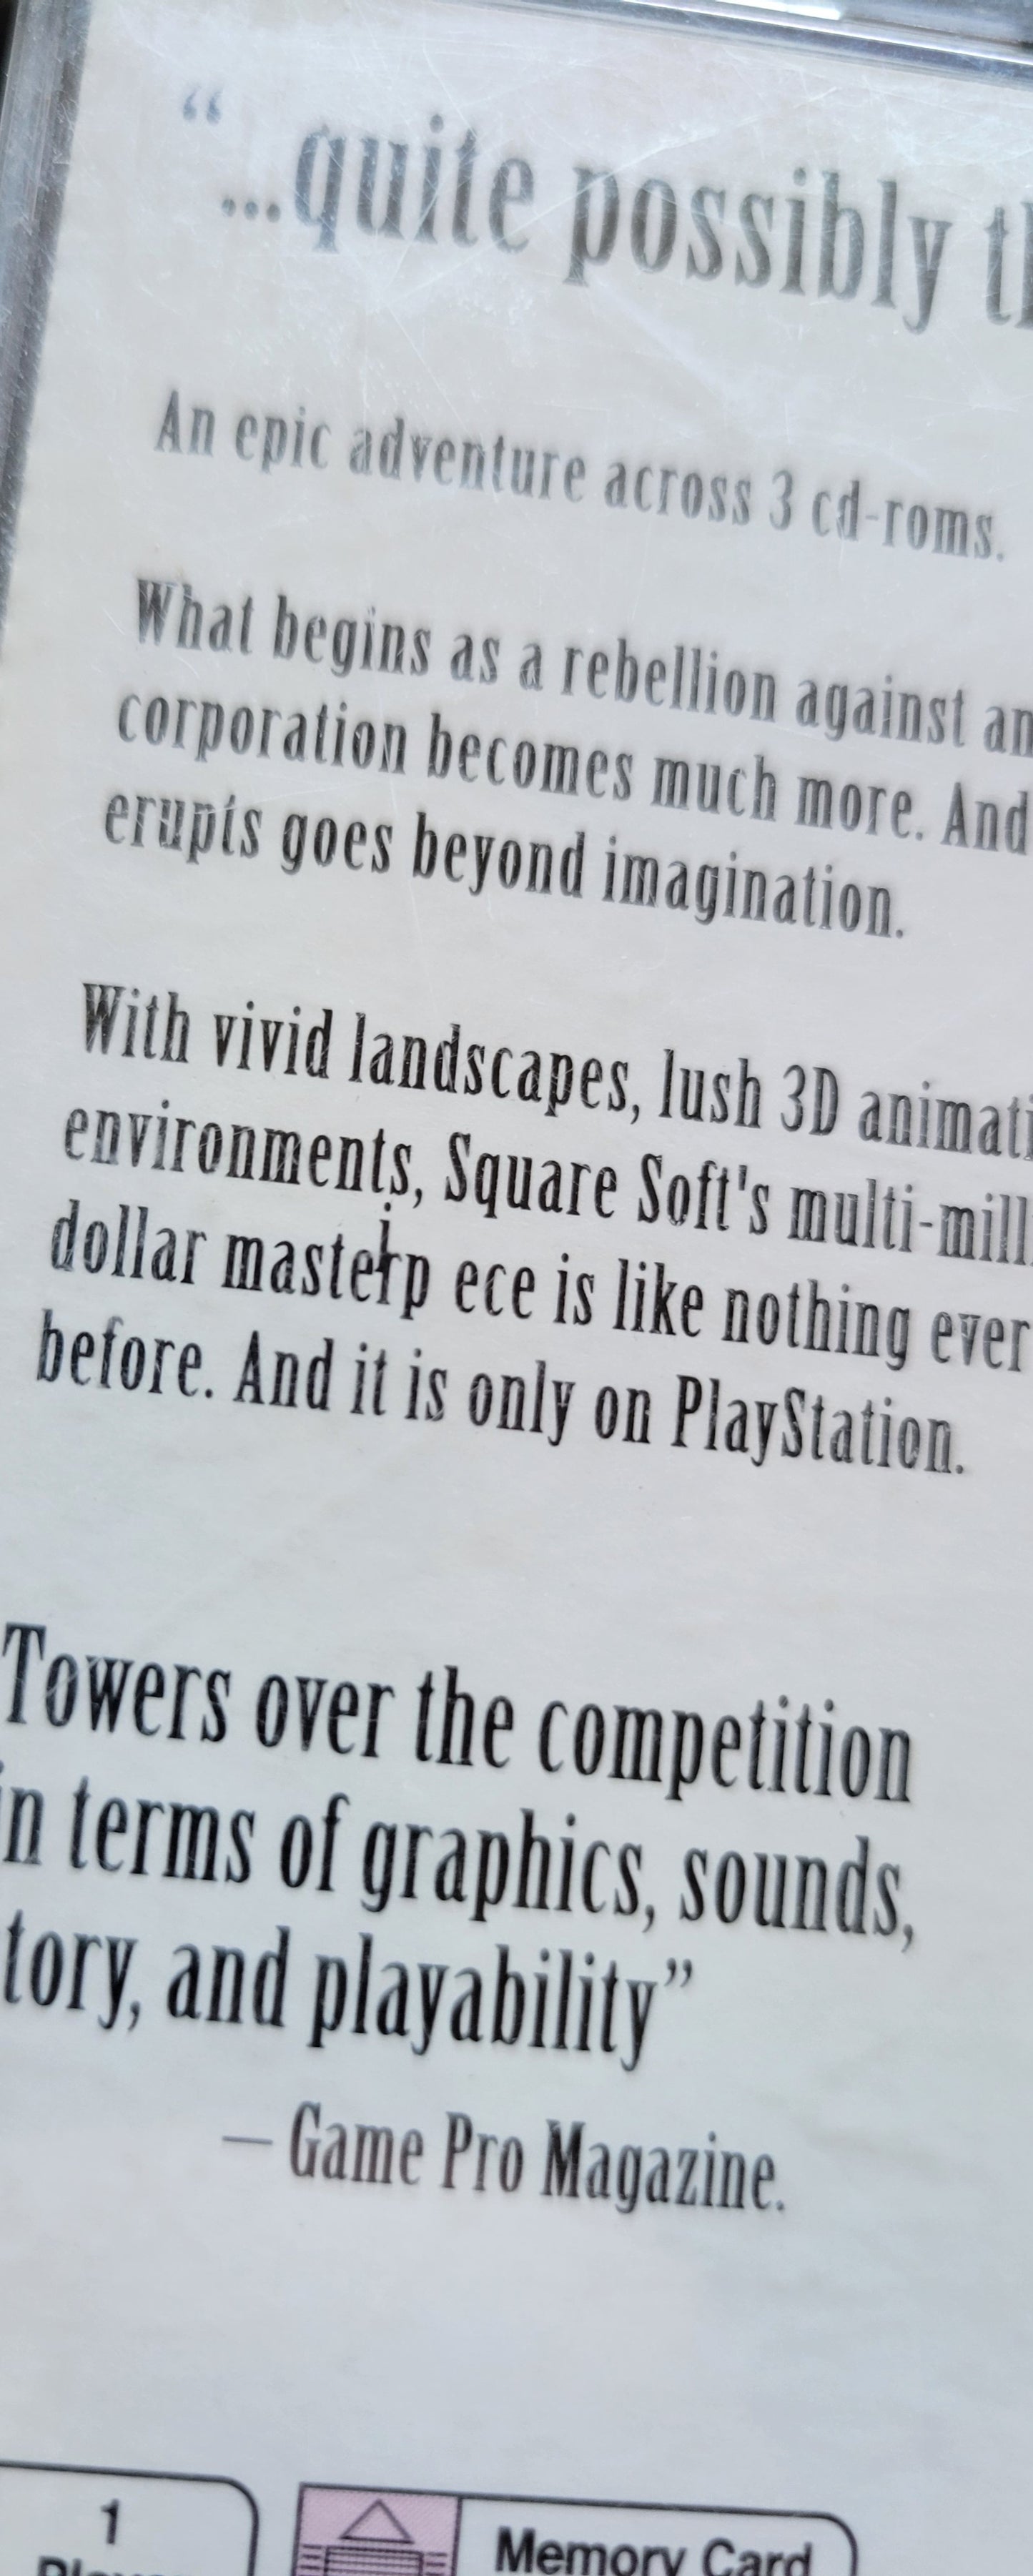 “...quite possibly th
An epic adventure across 3 cd-roms.
What begins as a rebellion against an
corporation becomes much more. And
erupts goes beyond imagination.
With vivid landscapes, lush 3D animati
environments, Square Soft's multi-mill
dollar masterp ece is like nothing ever
before. And it is only on PlayStation.
Towers over the competition
in terms of graphics, sounds,
tory, and playability”
– Game Pro Magazine.
1
Memory Card